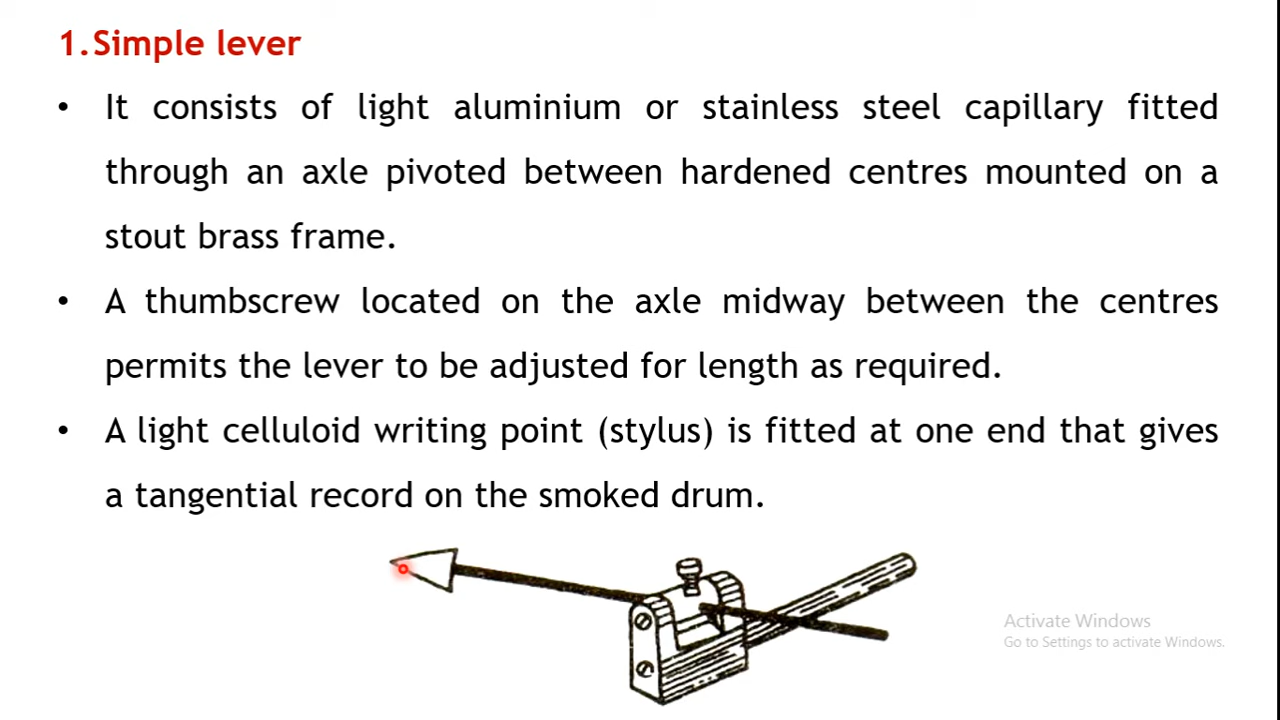 1.Simple lever
• It consists of light aluminium or stainless steel capillary fitted
through an axle pivoted between hardened centres mounted on a
stout brass frame.
• A thumbscrew located on the axle midway between the centres
permits the lever to be adjusted for length as required.
• A light celluloid writing point (stylus) is fitted at one end that gives
a tangential record on the smoked drum.
Activate Windows
Go to Settings to activate Windows.